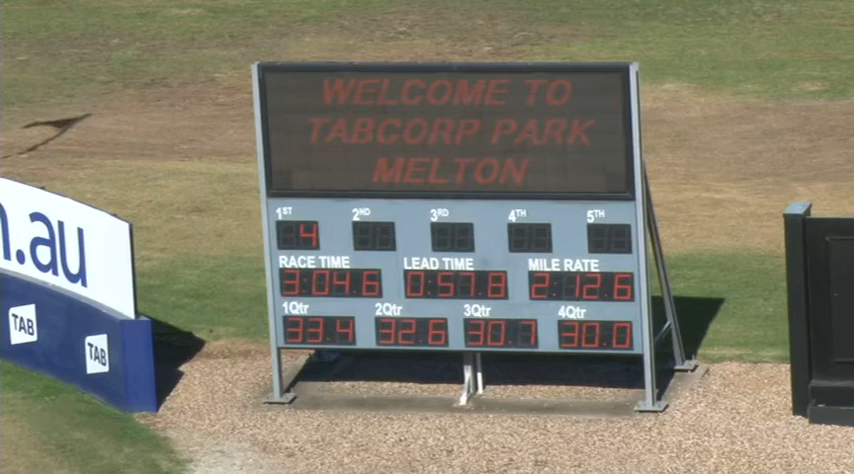 WELCOME TO
TABCORP PARK
MELTON
1ST 2ND 3RD 4TH 5TH
4
RACE TIME LEAD TIME MILE RATE
3:04.6 0:57.8 2:12.6
1Qtr 2Qtr 3Qtr 4Qtr
33.4 32.6 30.7 30.0
.au
TAB
TAB